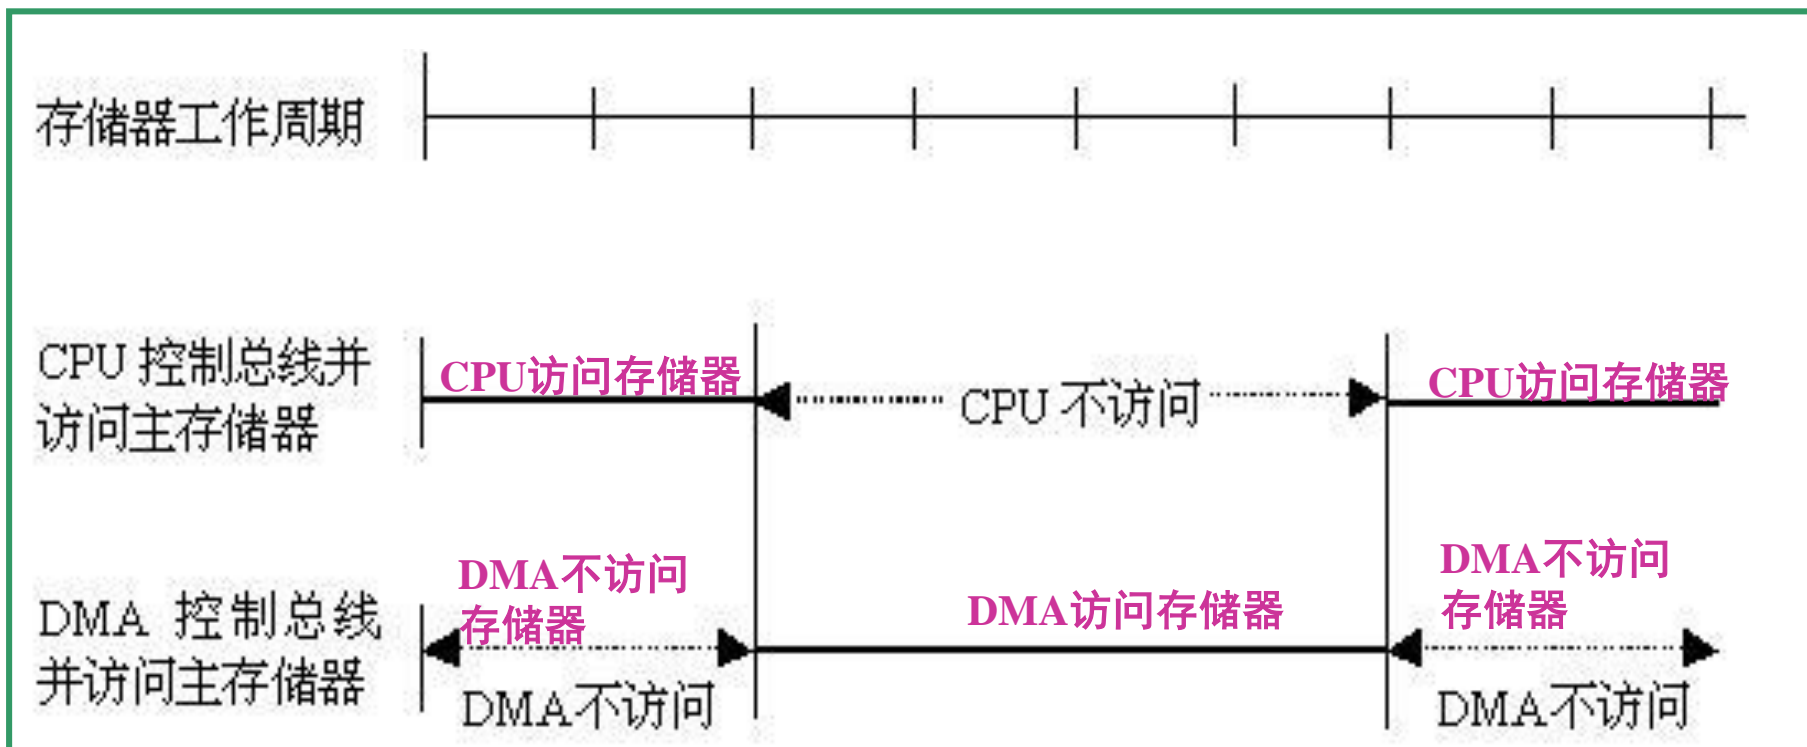 存储器工作周期
CPU 控制总线并
访问主存储器
CPU访问存储器
CPU 不访问
CPU访问存储器
DMA 控制总线
并访问主存储器
DMA不访问
存储器
DMA不访问
DMA访问存储器
DMA不访问
存储器
DMA不访问